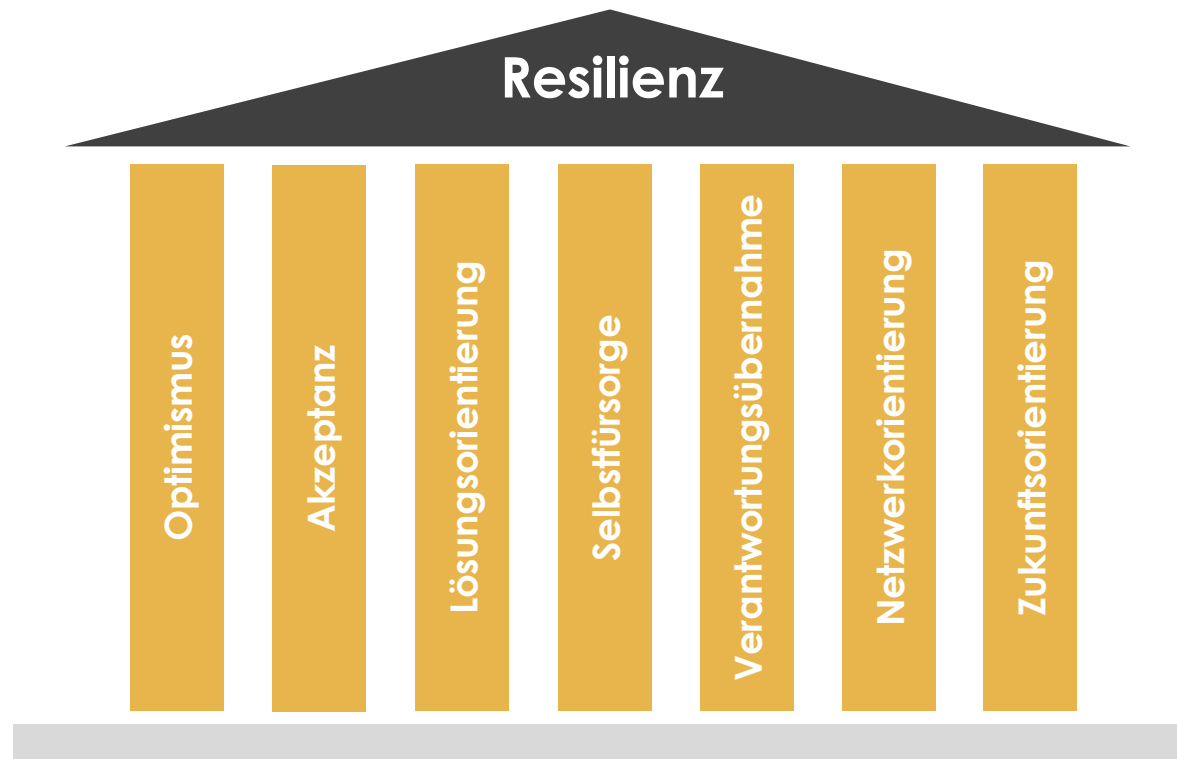 Resilienz
Optimismus
Akzeptanz
Lösungsorientierung
Selbstfürsorge
Verantwortungsübernahme
Netzwerkorientierung
Zukunftsorientierung